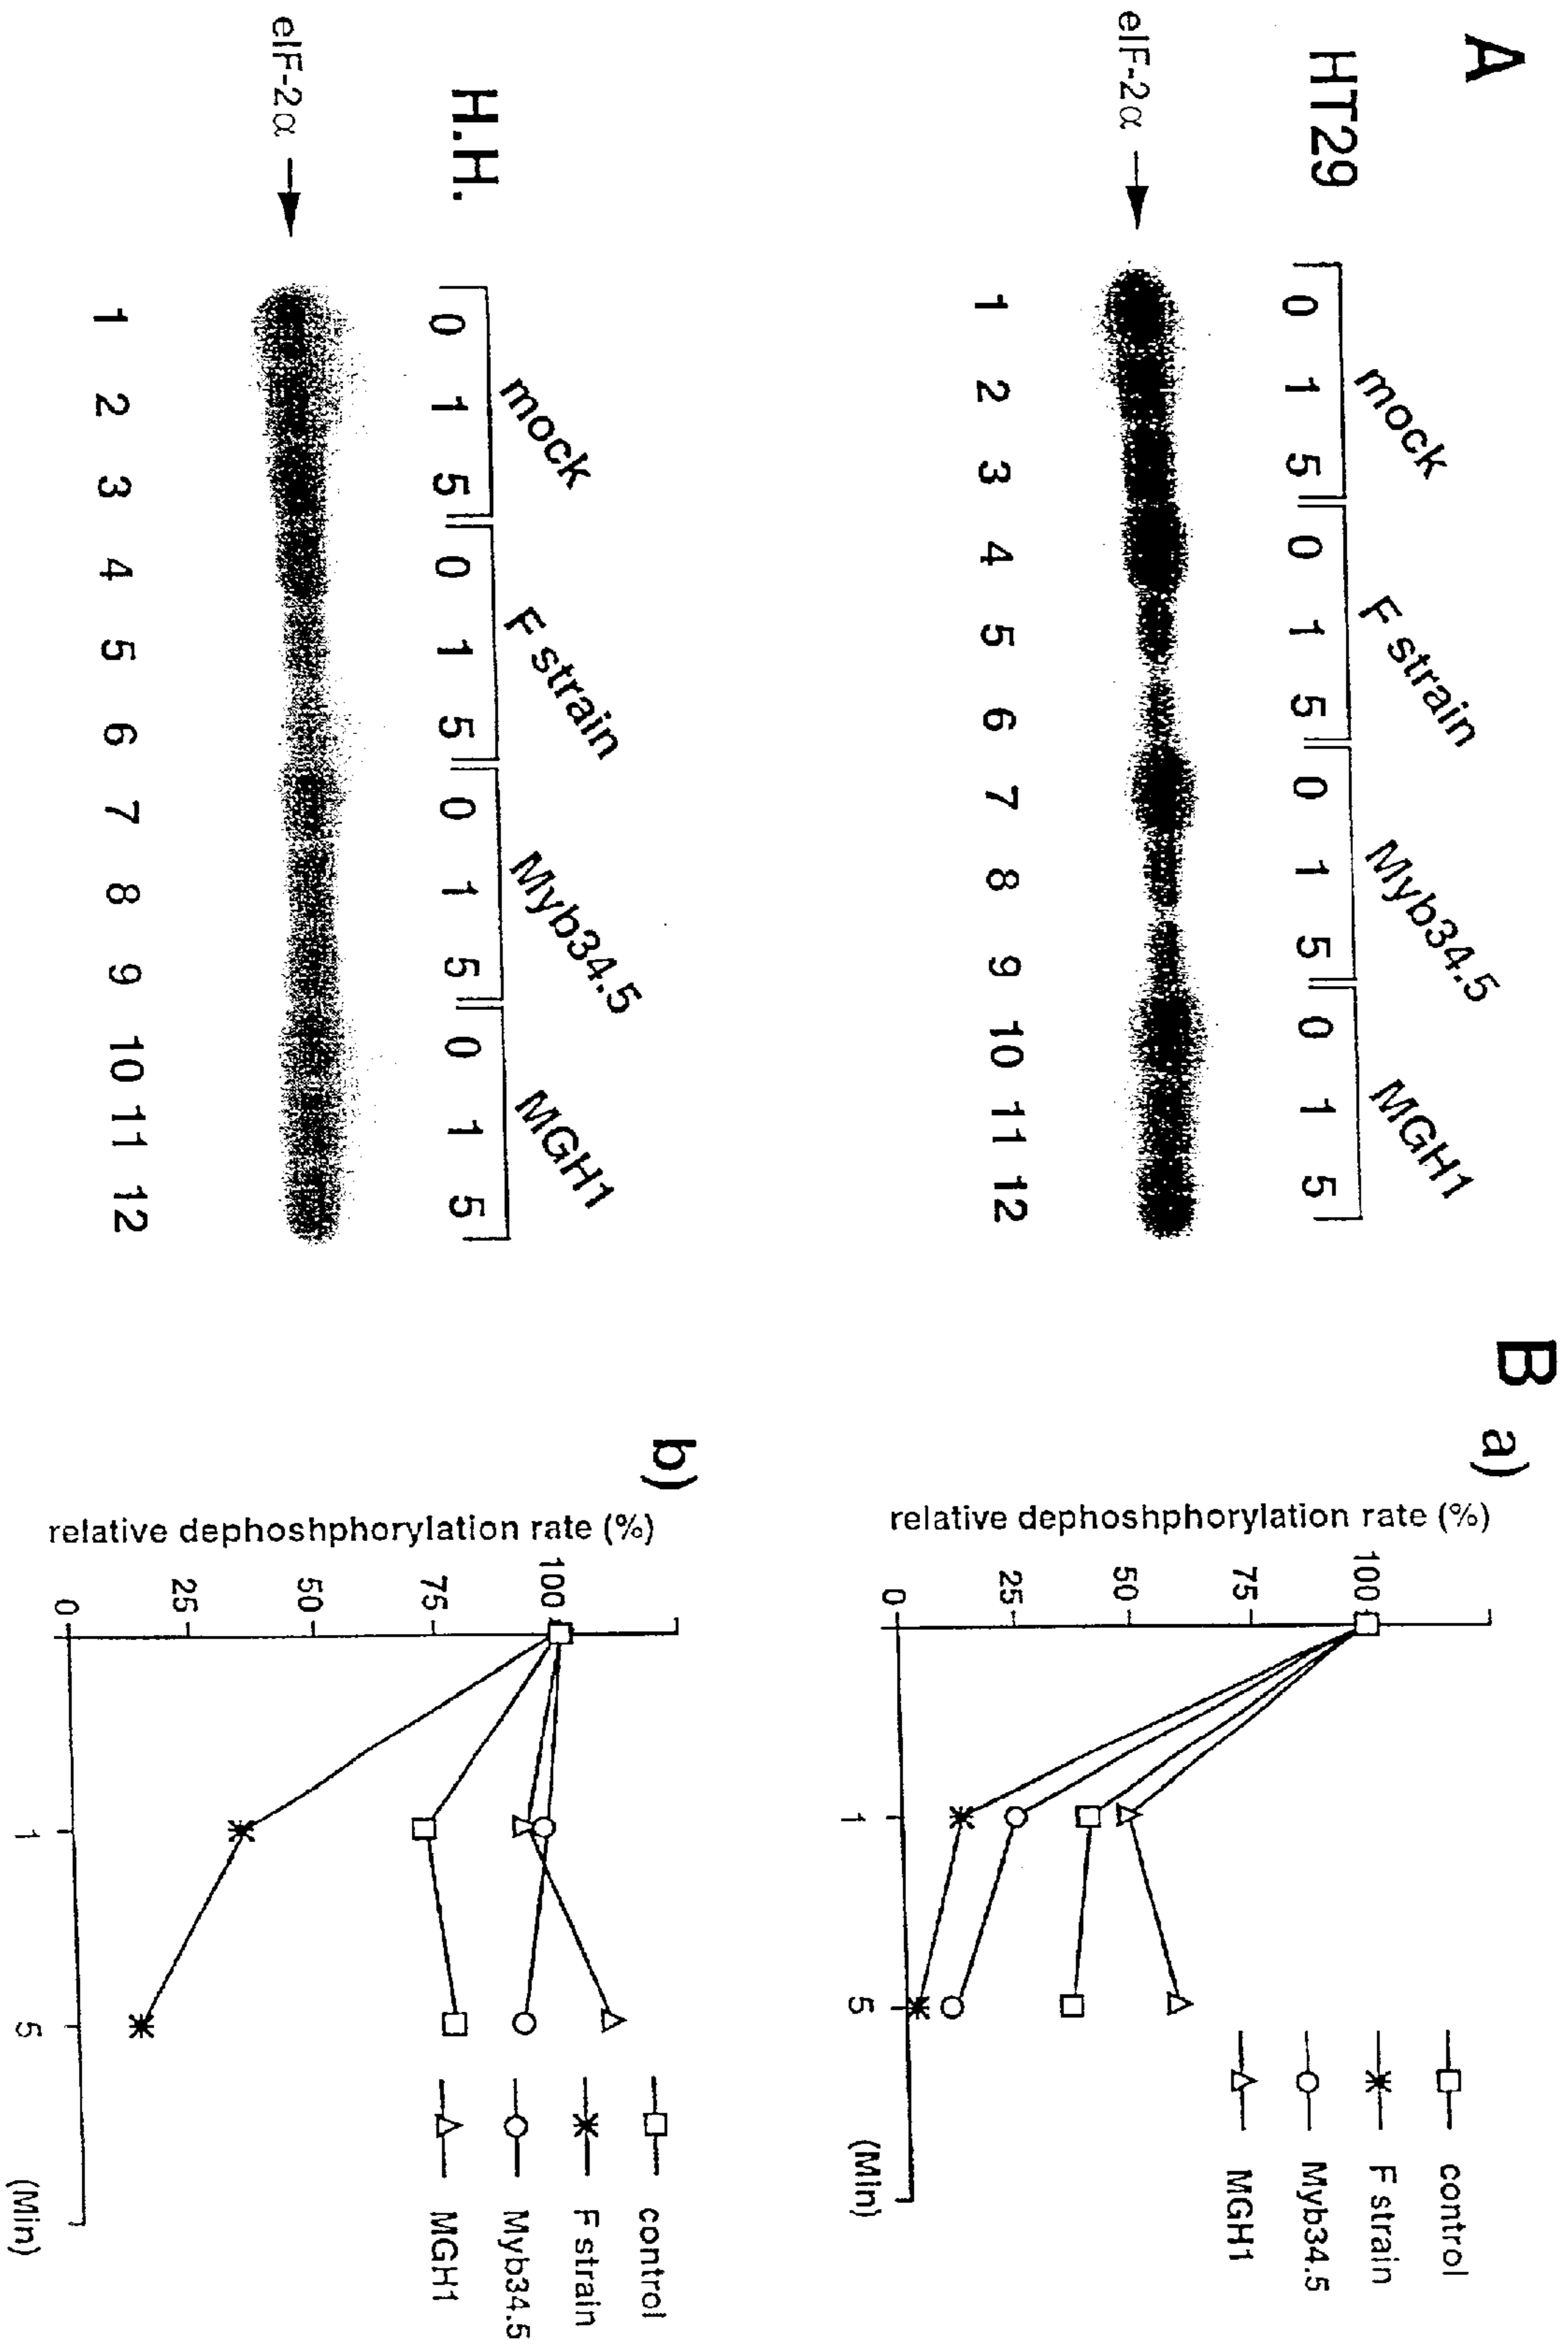 A
HT29
mock F strain Myb34.5 MGH1
0 1 5 0 1 5 0 1 5 0 1 5
eIF-2α
1 2 3 4 5 6 7 8 9 10 11 12
H.H.
mock F strain Myb34.5 MGH1
0 1 5 0 1 5 0 1 5 0 1 5
eIF-2α
1 2 3 4 5 6 7 8 9 10 11 12
B
a)
relative dephoshphorylation rate (%)
100
75
50
25
0
1 5 (Min)
control
F strain
Myb34.5
MGH1
b)
relative dephoshphorylation rate (%)
100
75
50
25
0
1 5 (Min)
control
F strain
Myb34.5
MGH1